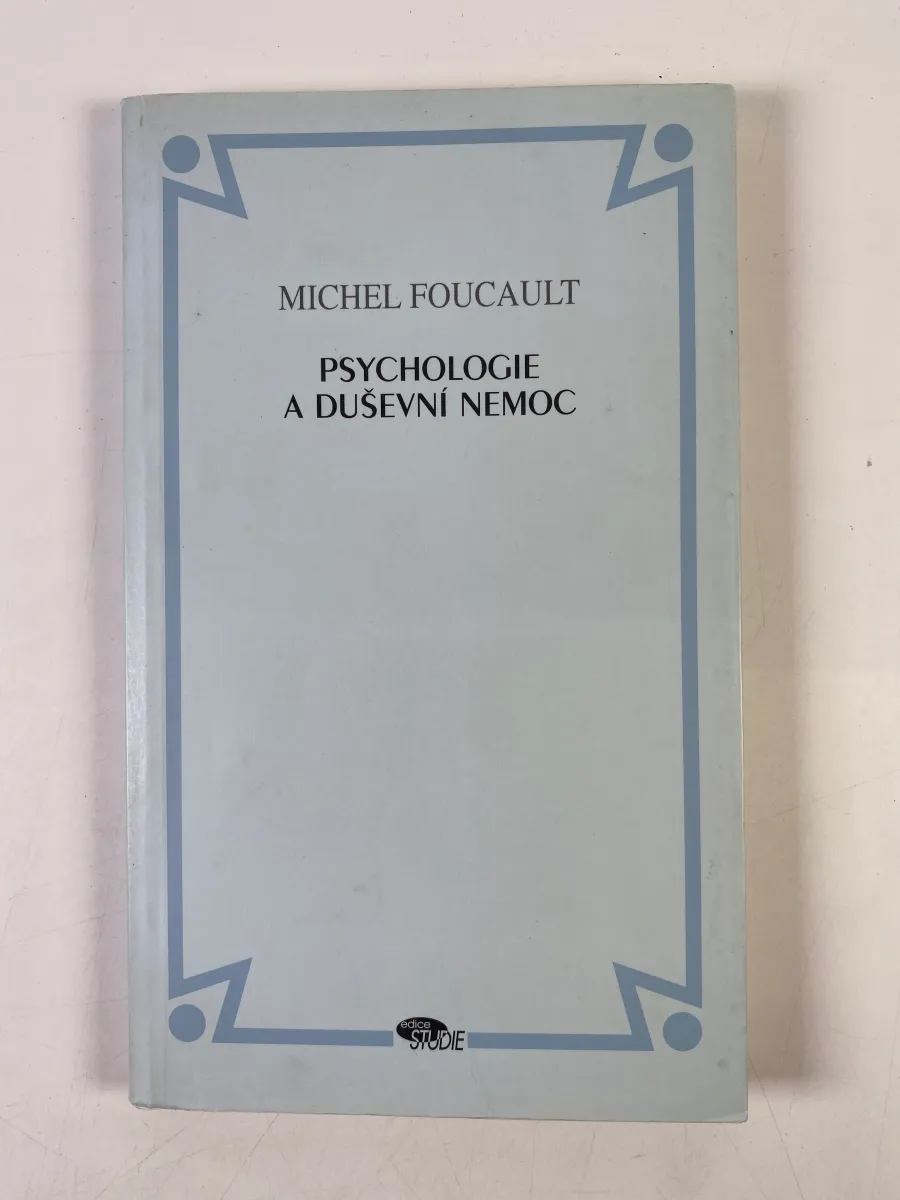 MICHEL FOUCAULT
PSYCHOLOGIE
A DUŠEVNÍ NEMOC
edice
STUDIE